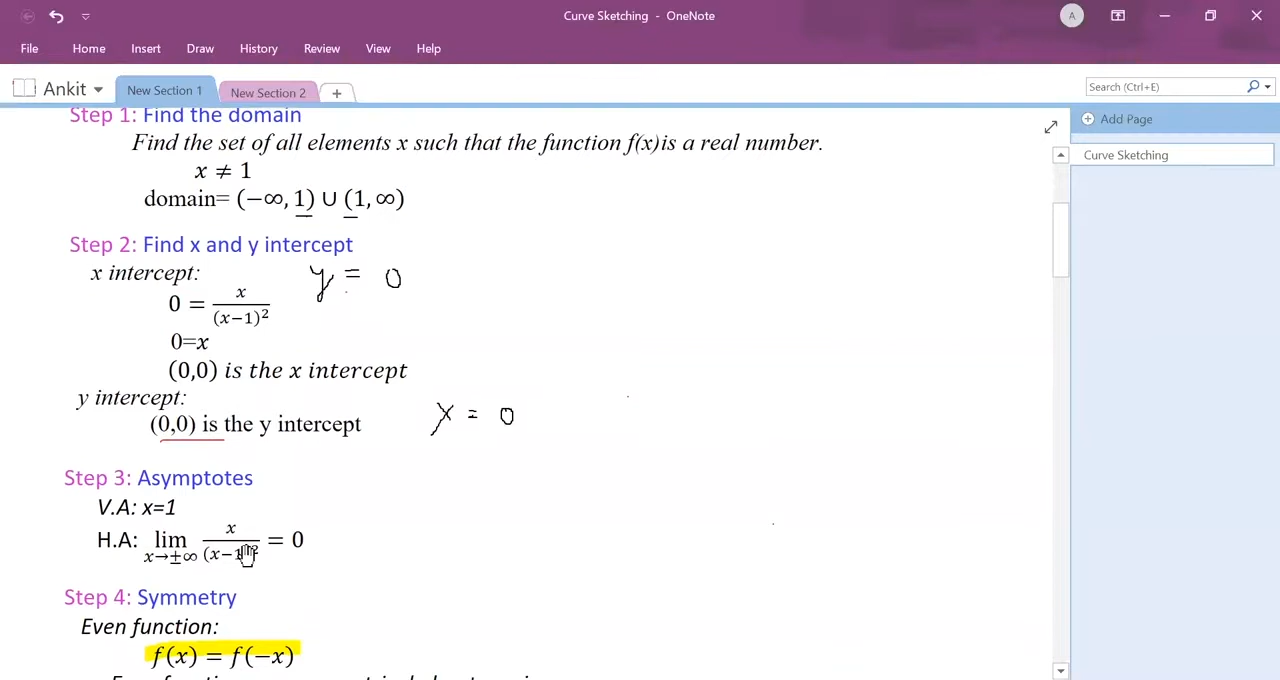 Curve Sketching - OneNote
A
File Home Insert Draw History Review View Help
Ankit New Section 1 New Section 2 + Search (Ctrl+E)
Step 1: Find the domain
Add Page
Find the set of all elements x such that the function f(x)is a real number.
Curve Sketching
x ≠ 1
domain= (−∞, 1) ∪ (1, ∞)
Step 2: Find x and y intercept
x intercept: y = 0
0 = x/(x−1)²
0=x
(0,0) is the x intercept
y intercept:
(0,0) is the y intercept x = 0
Step 3: Asymptotes
V.A: x=1
H.A: lim x→±∞ x/(x−1)² = 0
Step 4: Symmetry
Even function:
f(x) = f(−x)